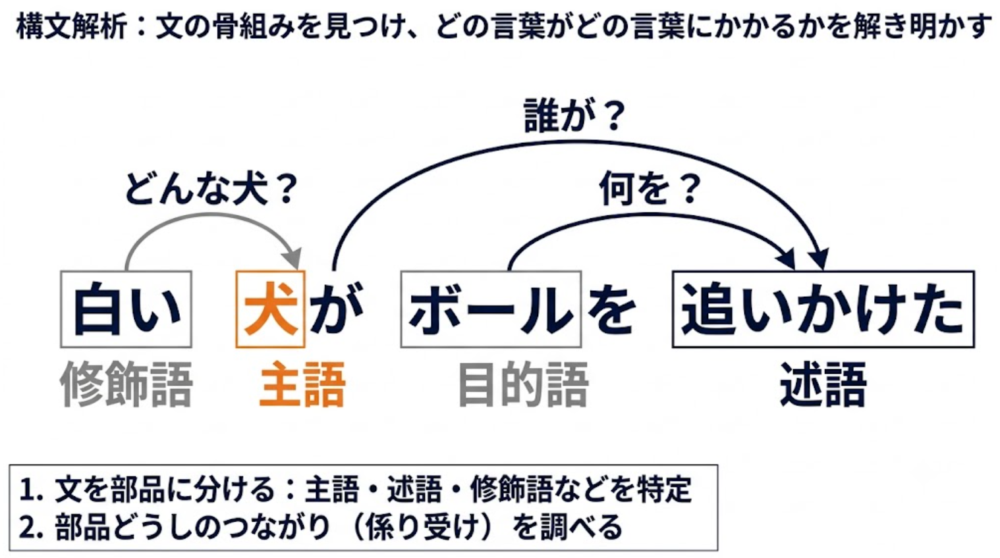 構文解析：文の骨組みを見つけ、どの言葉がどの言葉にかかるかを解き明かす
誰が？
どんな犬？
何を？
白い 犬が ボールを 追いかけた
修飾語 主語 目的語 述語
1. 文を部品に分ける：主語・述語・修飾語などを特定
2. 部品どうしのつながり（係り受け）を調べる